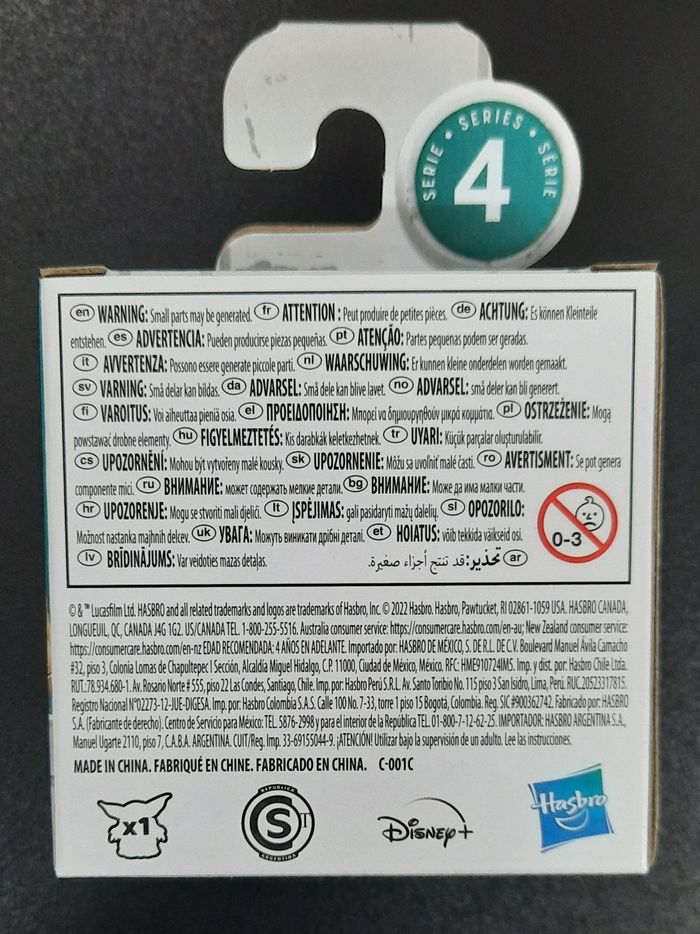 SERIE • SERIES • SÉRIE
4
en WARNING: Small parts may be generated. fr ATTENTION : Peut produire de petites pièces. de ACHTUNG: Es können Kleinteile
entstehen. es ADVERTENCIA: Pueden producirse piezas pequeñas. pt ATENÇÃO: Partes pequenas podem ser geradas.
it AVVERTENZA: Possono essere generate piccole parti. nl WAARSCHUWING: Er kunnen kleine onderdelen worden gemaakt.
sv VARNING: Små delar kan bildas. da ADVARSEL: Små dele kan blive lavet. no ADVARSEL: små deler kan bli generert.
fi VAROITUS: Voi aiheuttaa pieniä osia. el ΠΡΟΕΙΔΟΠΟΙΗΣΗ: Μπορεί να δημιουργηθούν μικρά κομμάτια. pl OSTRZEŻENIE: Mogą
powstawać drobne elementy. hu FIGYELMEZTETÉS: Kis darabkák keletkezhetnek. tr UYARI: Küçük parçalar oluşturulabilir.
cs UPOZORNĚNÍ: Mohou být vytvořeny malé kousky. sk UPOZORNENIE: Môžu sa uvoľniť malé časti. ro AVERTISMENT: Se pot genera
componente mici. ru ВНИМАНИЕ: может содержать мелкие детали. bg ВНИМАНИЕ: Може да има малки части.
hr UPOZORENJE: Mogu se stvoriti mali djelići. lt ĮSPĖJIMAS: gali pasidaryti mažų dalelių. si OPOZORILO:
Možnost nastanka majhnih delcev. uk УВАГА: Можуть виникати дрібні деталі. et HOIATUS: võib tekkida väikseid osi.
lv BRĪDINĀJUMS: Var veidoties mazas detaļas. ar تحذير: قد تنتج أجزاء صغيرة.
0-3
© & ™ Lucasfilm Ltd. HASBRO and all related trademarks and logos are trademarks of Hasbro, Inc. © 2022 Hasbro. Hasbro, Pawtucket, RI 02861-1059 USA. HASBRO CANADA,
LONGUEUIL, QC, CANADA J4G 1G2. US/CANADA TEL. 1-800-255-5516. Australia consumer service: https://consumercare.hasbro.com/en-au; New Zealand consumer service:
https://consumercare.hasbro.com/en-nz EDAD RECOMENDADA: 4 AÑOS EN ADELANTE. Importado por: HASBRO DE MÉXICO, S. DE R.L. DE C.V. Boulevard Manuel Ávila Camacho
#32, piso 3, Colonia Lomas de Chapultepec I Sección, Alcaldía Miguel Hidalgo, C.P. 11000, Ciudad de México, México. RFC: HME910724IM5. Imp. y dist. por: Hasbro Chile Ltda.
RUT.:78.934.680-1. Av. Rosario Norte # 555, piso 22 Las Condes, Santiago, Chile. Imp. por: Hasbro Perú S.R.L. Av. Santo Toribio No. 115 piso 3 San Isidro, Lima, Perú. RUC.20523317815.
Registro Nacional N°02273-12-JUE-DIGESA. Imp. por: Hasbro Colombia S.A.S. Calle 100 No. 7-33, torre 1 piso 15 Bogotá, Colombia. Reg. SIC #900362742. Fabricado por: HASBRO
S.A. (Fabricante de derecho). Centro de Servicio para México: TEL. 5876-2998 y para el interior de la República TEL. 01-800-7-12-62-25. IMPORTADOR: HASBRO ARGENTINA S.A.,
Manuel Ugarte 2110, piso 7, C.A.B.A. ARGENTINA. CUIT/Reg. Imp. 33-69155044-9. ¡ATENCIÓN! Utilizar bajo la supervisión de un adulto. Lee las instrucciones.
MADE IN CHINA. FABRIQUÉ EN CHINE. FABRICADO EN CHINA. C-001C
x1
REPUBLICA
S T
ARGENTINA
Disney+
Hasbro